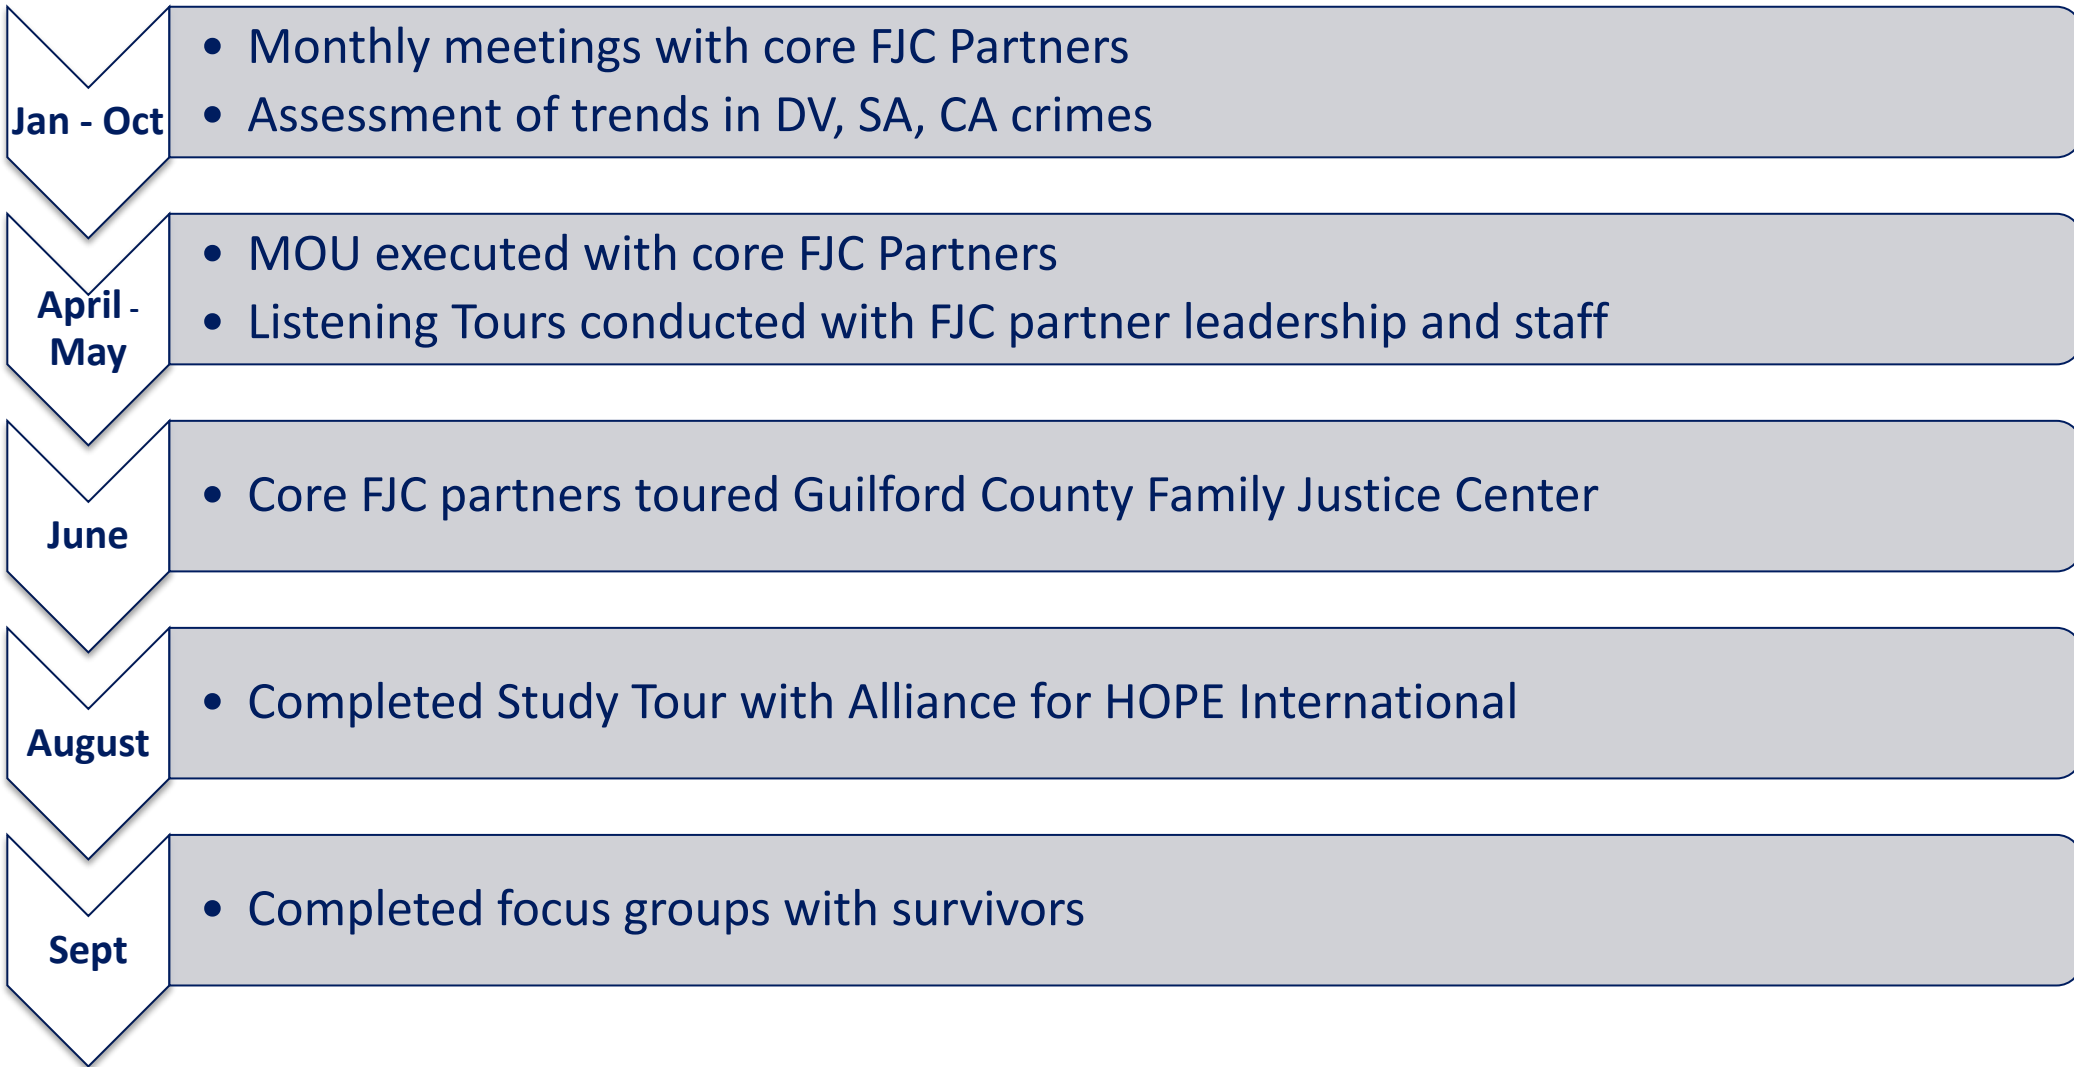 Jan - Oct
• Monthly meetings with core FJC Partners
• Assessment of trends in DV, SA, CA crimes
April -
May
• MOU executed with core FJC Partners
• Listening Tours conducted with FJC partner leadership and staff
June
• Core FJC partners toured Guilford County Family Justice Center
August
• Completed Study Tour with Alliance for HOPE International
Sept
• Completed focus groups with survivors